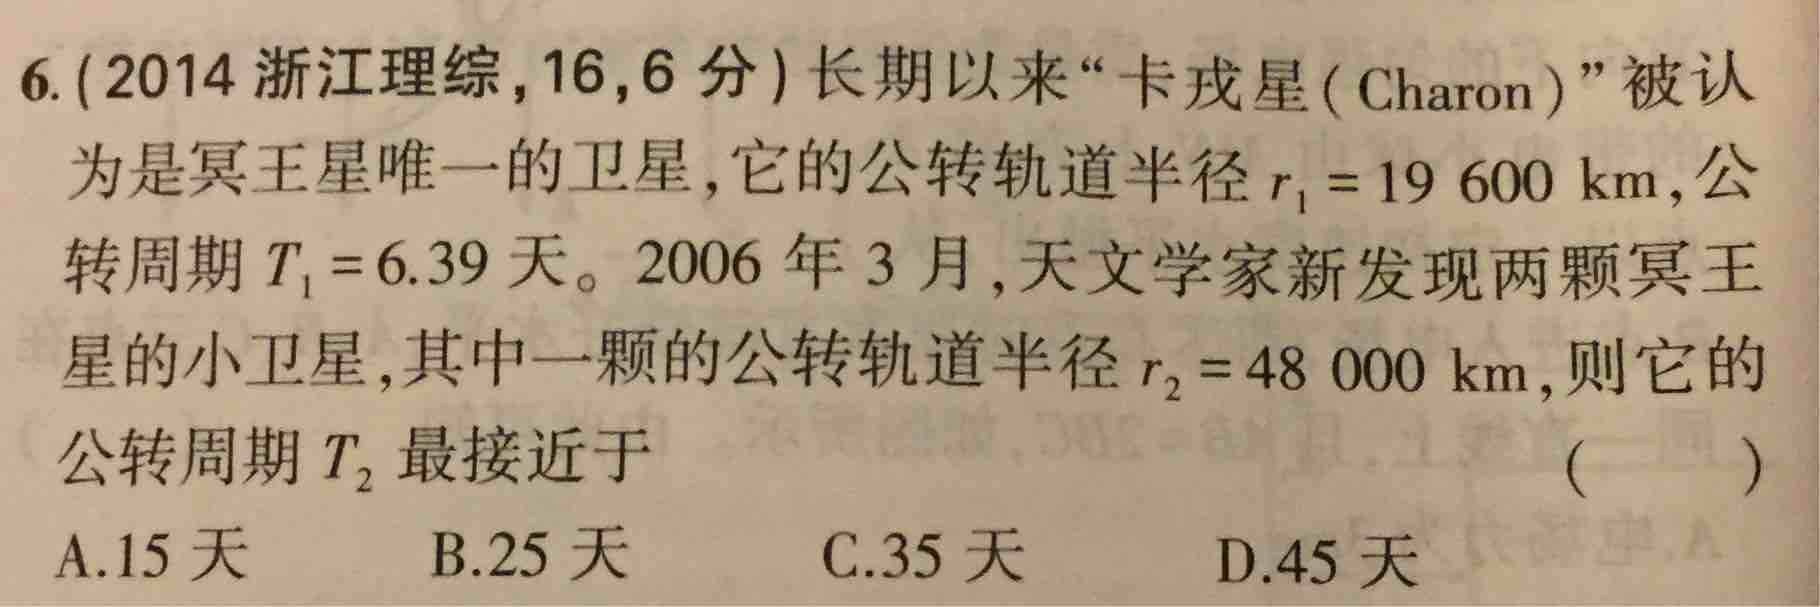 6.(2014 浙江理综,16,6 分)长期以来“卡戎星(Charon)”被认
为是冥王星唯一的卫星,它的公转轨道半径 r₁=19 600 km,公
转周期 T₁=6.39 天。2006 年 3 月,天文学家新发现两颗冥王
星的小卫星,其中一颗的公转轨道半径 r₂=48 000 km,则它的
公转周期 T₂ 最接近于 ( )
A.15 天 B.25 天 C.35 天 D.45 天